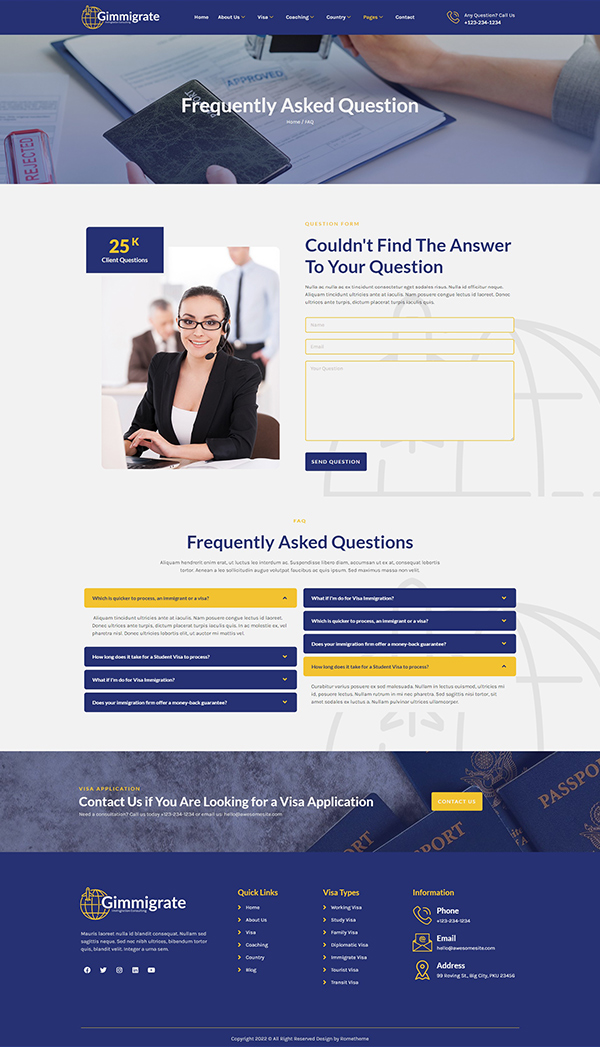 Gimmigrate
Home About Us Visa Coaching Country Pages Contact
Any Question? Call Us
+123-234-1234
APPROVED
REJECTED
Frequently Asked Question
Home / FAQ
25 K
Client Questions
QUESTION FORM
Couldn't Find The Answer
To Your Question
Nulla ac nulla ac ex tincidunt consectetur eget sodales risus. Nulla id efficitur neque.
Aliquam tincidunt ultricies ante at iaculis. Nam posuere congue lectus id laoreet. Donec
ultrices ante turpis, dictum placerat turpis iaculis quis.
Name
Email
Your Question
SEND QUESTION
FAQ
Frequently Asked Questions
Aliquam hendrerit enim erat, ut luctus leo interdum ac. Suspendisse libero diam, accumsan ut ex at, consequat lobortis
tortor. Aenean a leo sollicitudin augue volutpat faucibus ac quis ipsum. Sed maximus massa non velit.
Which is quicker to process, an immigrant or a visa?
Aliquam tincidunt ultricies ante at iaculis. Nam posuere congue lectus id laoreet.
Donec ultrices ante turpis, dictum placerat turpis iaculis quis. In ac molestie ex, vel
pharetra nisl. Donec ultricies lobortis elit, ut auctor mi mattis vel.
How long does it take for a Student Visa to process?
What if I'm do for Visa Immigration?
Does your immigration firm offer a money-back guarantee?
What if I'm do for Visa Immigration?
Which is quicker to process, an immigrant or a visa?
Does your immigration firm offer a money-back guarantee?
How long does it take for a Student Visa to process?
Curabitur varius posuere ex sed malesuada. Nullam in lectus euismod, ultricies mi
id, posuere lectus. Nullam rutrum in mi nec pharetra. Sed sagittis nisl tortor, sit
amet sodales ex luctus a. Nullam pulvinar ultrices ullamcorper.
VISA APPLICATION
Contact Us if You Are Looking for a Visa Application
Need a consultation? Call us today +123-234-1234 or email us: hello@awesomesite.com
CONTACT US
PASSPORT
Gimmigrate
Mauris laoreet nulla id blandit consequat. Nullam sed
sagittis neque. Sed nec nibh ultrices, bibendum tortor
quis, blandit velit. Integer a urna sem.
Quick Links
Home
About Us
Visa
Coaching
Country
Blog
Visa Types
Working Visa
Study Visa
Family Visa
Diplomatic Visa
Immigrate Visa
Tourist Visa
Transit Visa
Information
Phone
+123-234-1234
Email
hello@awesomesite.com
Address
99 Roving St., Big City, PKU 23456
Copyright 2022 © All Right Reserved Design by Rometheme